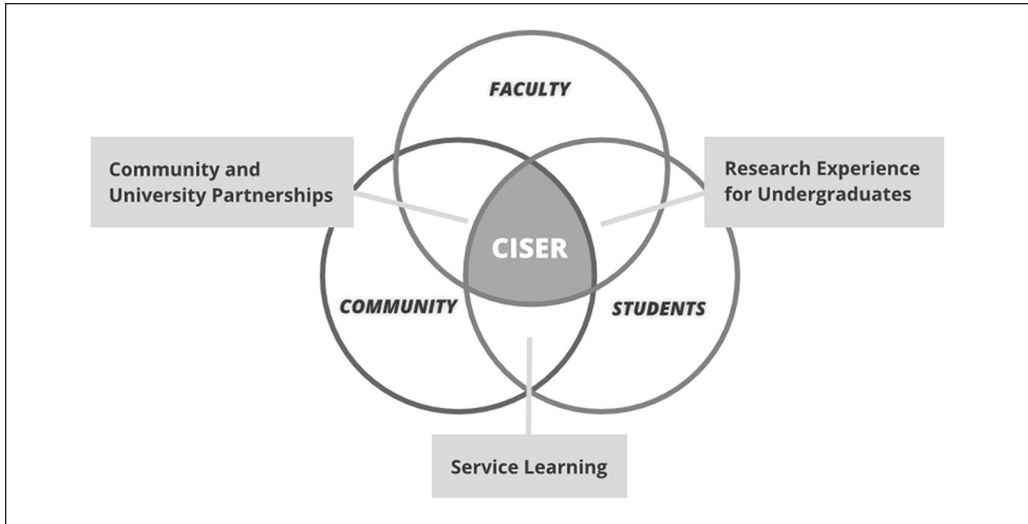 FACULTY
Community and
University Partnerships
Research Experience
for Undergraduates
CISER
COMMUNITY
STUDENTS
Service Learning